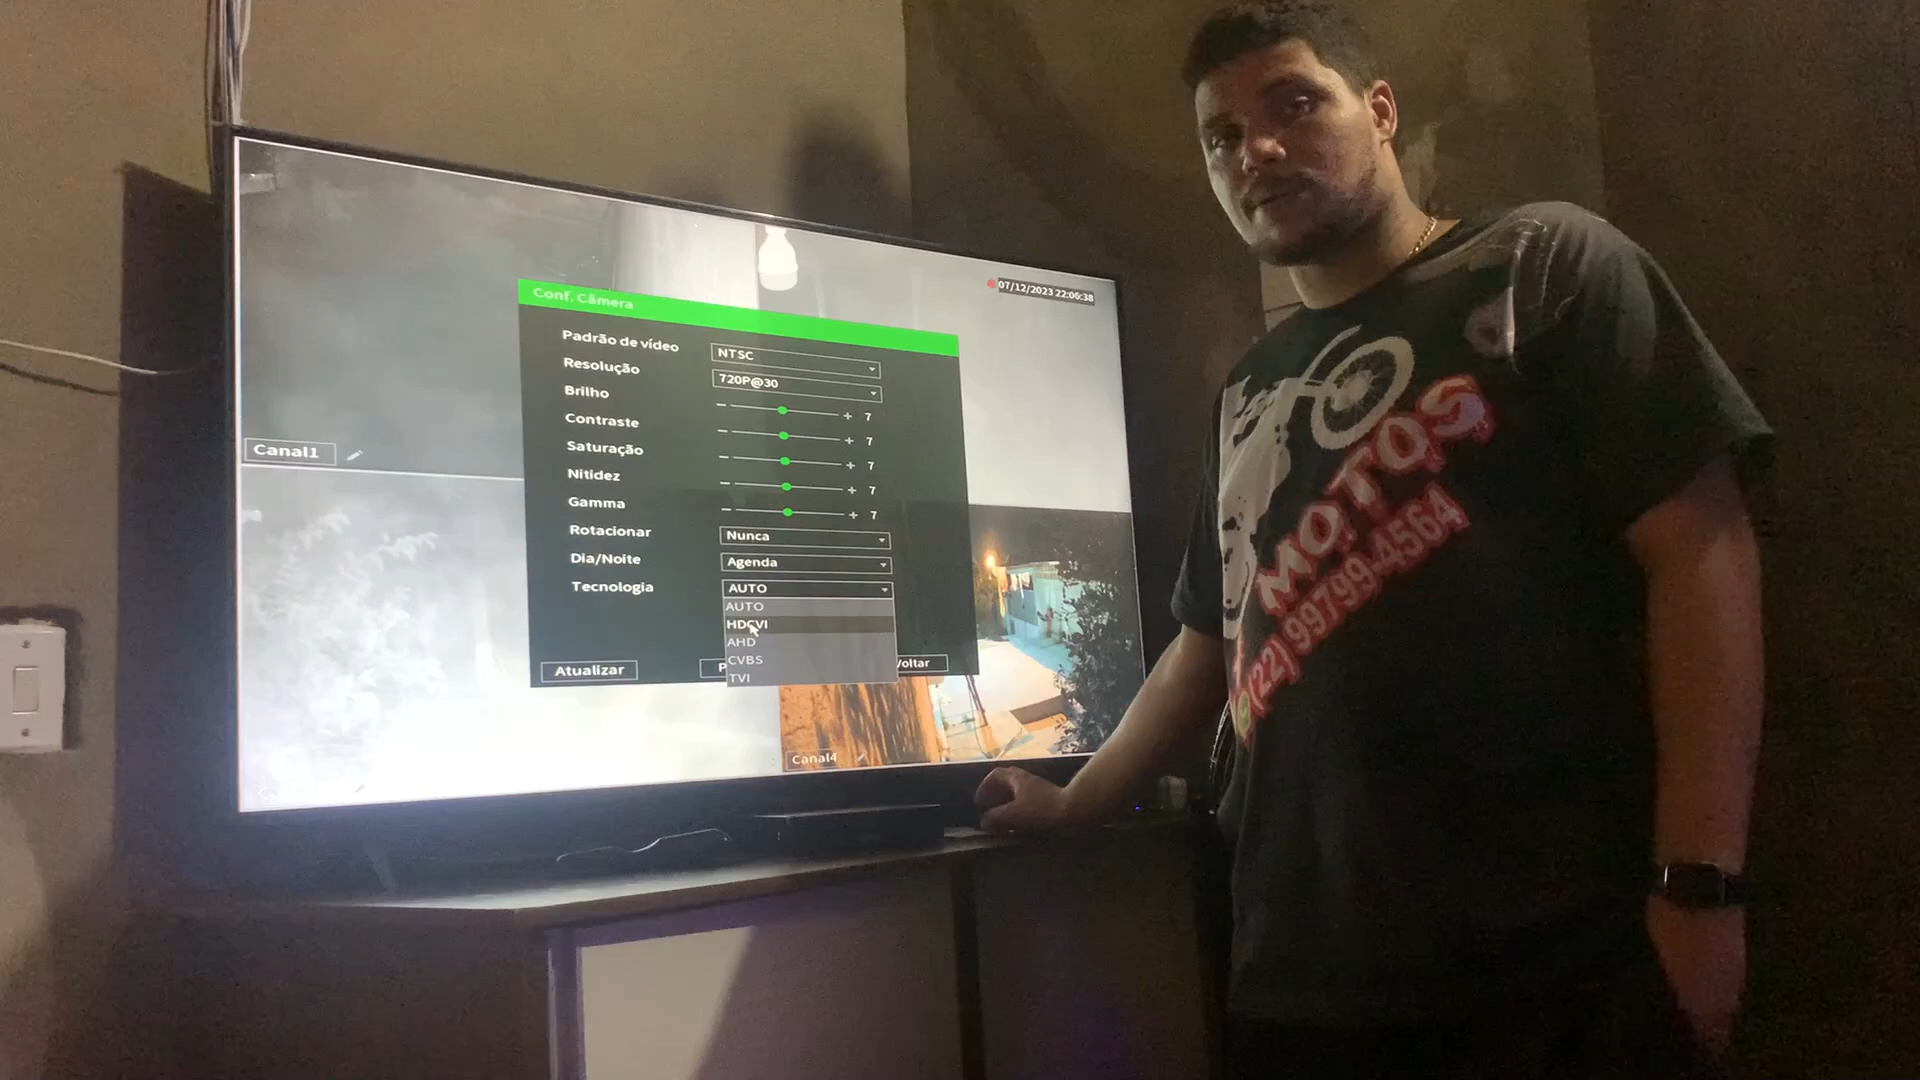 07/12/2023 22:06:38
Conf. Câmera
Padrão de vídeo NTSC
Resolução 720P@30
Brilho 7
Contraste 7
Saturação 7
Nitidez 7
Gamma 7
Rotacionar Nunca
Dia/Noite Agenda
Tecnologia AUTO
AUTO
HDCVI
AHD
CVBS
TVI
Atualizar
Voltar
Canal1
Canal4
MOTOS
(22) 99799-4564